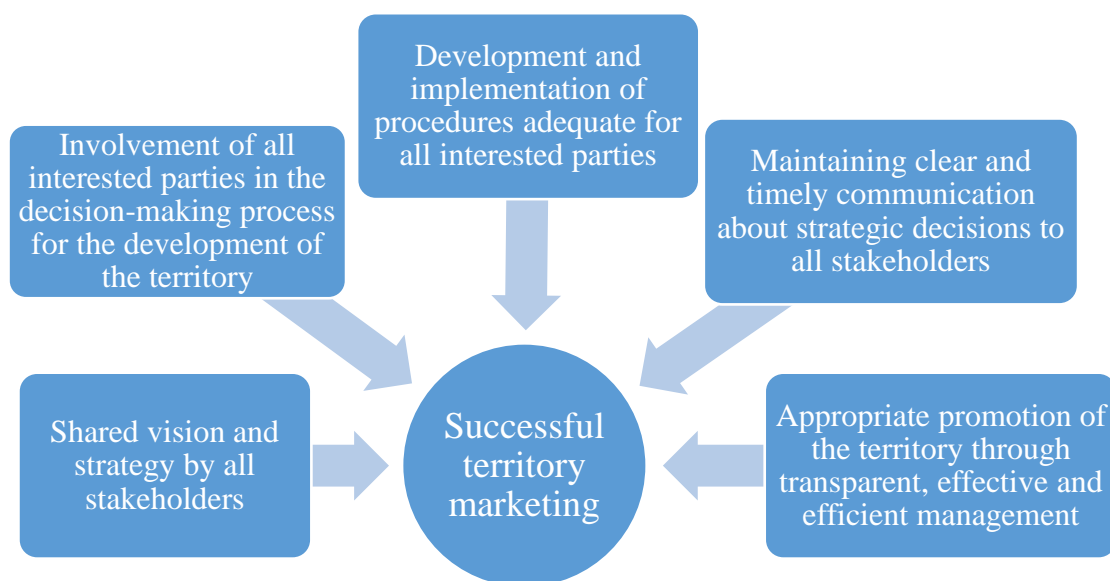 Development and
implementation of
procedures adequate for
all interested parties
Involvement of all
interested parties in the
decision-making process
for the development of
the territory
Maintaining clear and
timely communication
about strategic decisions to
all stakeholders
Shared vision and
strategy by all
stakeholders
Successful
territory
marketing
Appropriate promotion of
the territory through
transparent, effective and
efficient management